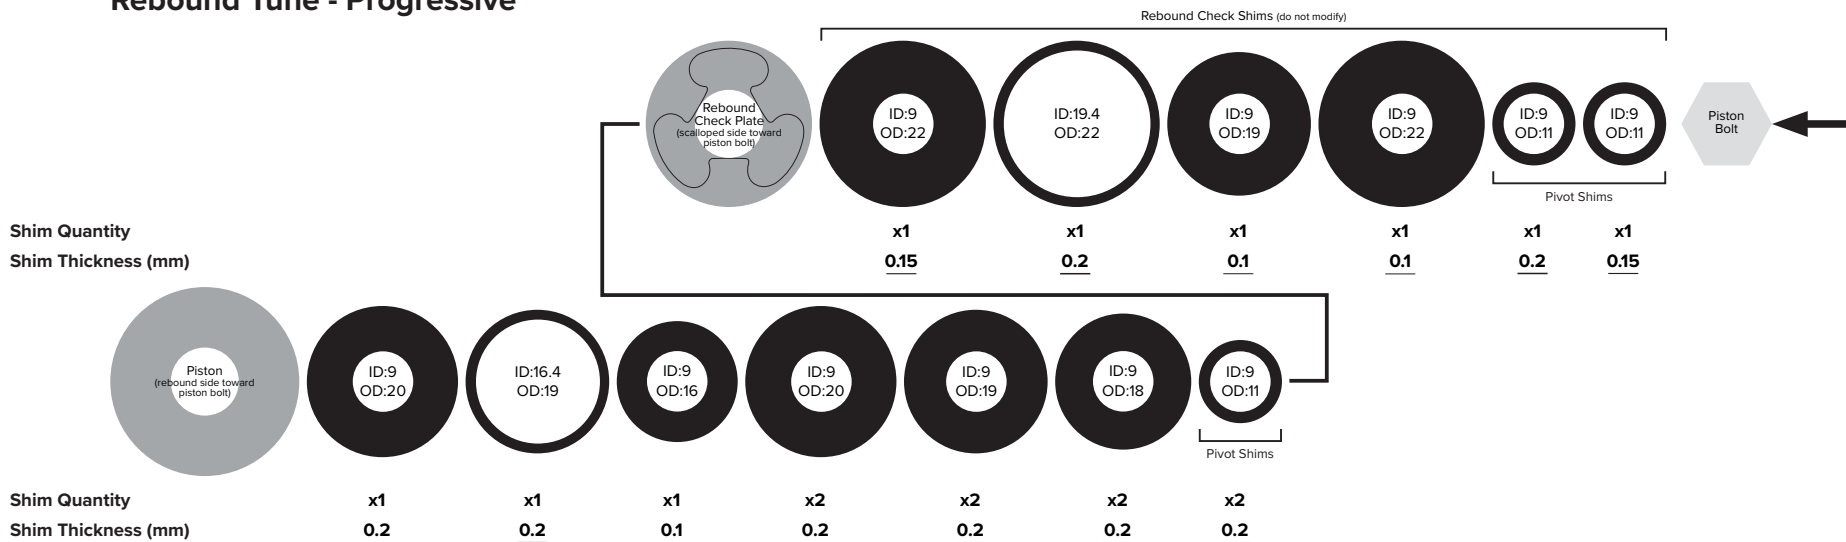 Rebound Tune - Progressive
Rebound Check Shims (do not modify)
Rebound
Check Plate
(scalloped side toward
piston bolt)
ID:9
OD:22
ID:19.4
OD:22
ID:9
OD:19
ID:9
OD:22
ID:9
OD:11
ID:9
OD:11
Piston
Bolt
Pivot Shims
Shim Quantity x1 x1 x1 x1 x1 x1
Shim Thickness (mm) 0.15 0.2 0.1 0.1 0.2 0.15
Piston
(rebound side toward
piston bolt)
ID:9
OD:20
ID:16.4
OD:19
ID:9
OD:16
ID:9
OD:20
ID:9
OD:19
ID:9
OD:18
ID:9
OD:11
Pivot Shims
Shim Quantity x1 x1 x1 x2 x2 x2 x2
Shim Thickness (mm) 0.2 0.2 0.1 0.2 0.2 0.2 0.2